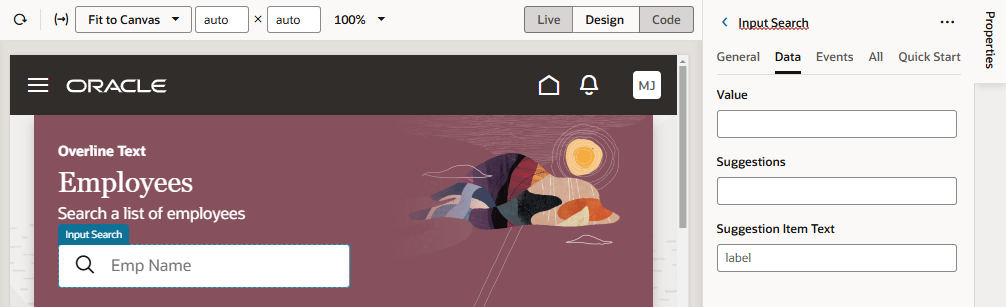 Fit to Canvas auto × auto 100% Live Design Code
Input Search
Properties
General Data Events All Quick Start
Value
Suggestions
Suggestion Item Text
label
ORACLE
MJ
Overline Text
Employees
Search a list of employees
Input Search
Emp Name